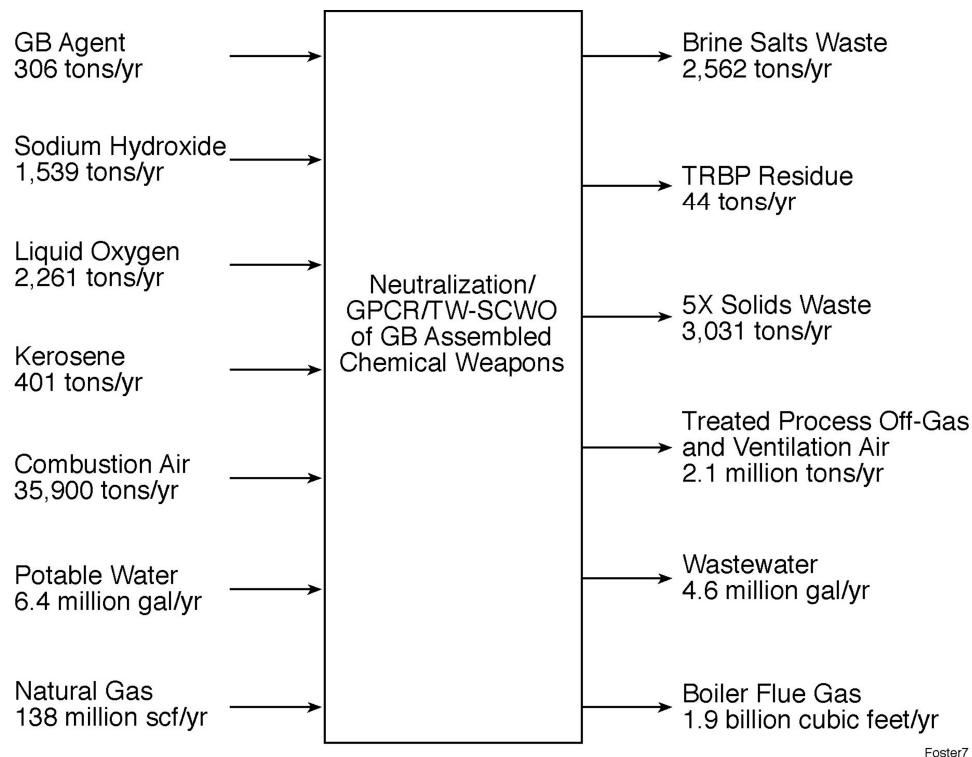 GB Agent
306 tons/yr
Sodium Hydroxide
1,539 tons/yr
Liquid Oxygen
2,261 tons/yr
Kerosene
401 tons/yr
Combustion Air
35,900 tons/yr
Potable Water
6.4 million gal/yr
Natural Gas
138 million scf/yr
Neutralization/
GPCR/TW-SCWO
of GB Assembled
Chemical Weapons
Brine Salts Waste
2,562 tons/yr
TRBP Residue
44 tons/yr
5X Solids Waste
3,031 tons/yr
Treated Process Off-Gas
and Ventilation Air
2.1 million tons/yr
Wastewater
4.6 million gal/yr
Boiler Flue Gas
1.9 billion cubic feet/yr
Foster7